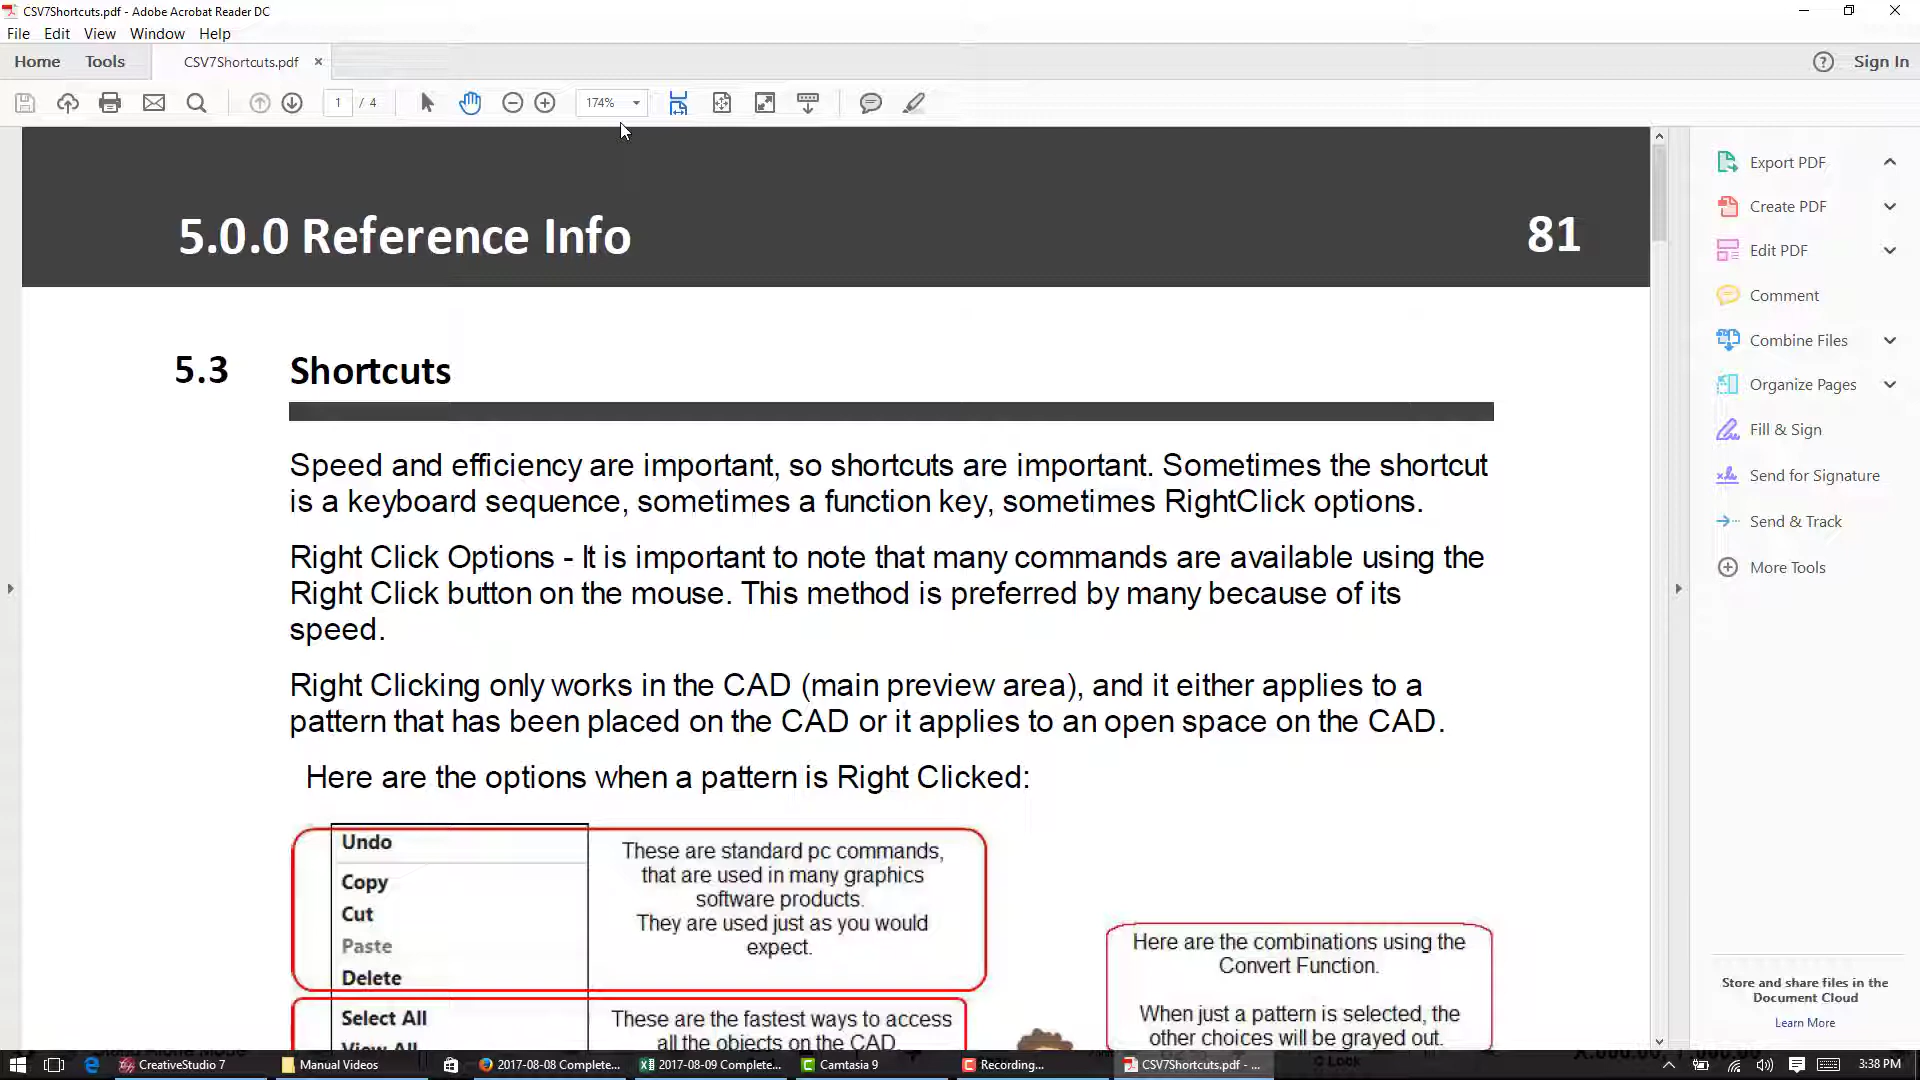 CSV7Shortcuts.pdf - Adobe Acrobat Reader DC
File Edit View Window Help
Home Tools CSV7Shortcuts.pdf × ? Sign In
1 / 4 174%
5.0.0 Reference Info 81
5.3 Shortcuts
Speed and efficiency are important, so shortcuts are important. Sometimes the shortcut
is a keyboard sequence, sometimes a function key, sometimes RightClick options.
Right Click Options - It is important to note that many commands are available using the
Right Click button on the mouse. This method is preferred by many because of its
speed.
Right Clicking only works in the CAD (main preview area), and it either applies to a
pattern that has been placed on the CAD or it applies to an open space on the CAD.
Here are the options when a pattern is Right Clicked:
Undo
Copy
Cut
Paste
Delete
Select All
View All
These are standard pc commands,
that are used in many graphics
software products.
They are used just as you would
expect.
These are the fastest ways to access
all the objects on the CAD.
Here are the combinations using the
Convert Function.
When just a pattern is selected, the
other choices will be grayed out.
Export PDF
Create PDF
Edit PDF
Comment
Combine Files
Organize Pages
Fill & Sign
Send for Signature
Send & Track
More Tools
Store and share files in the
Document Cloud
Learn More
CreativeStudio 7 Manual Videos 2017-08-08 Complete... 2017-08-09 Complete... Camtasia 9 Recording... CSV7Shortcuts.pdf - ... 3:38 PM